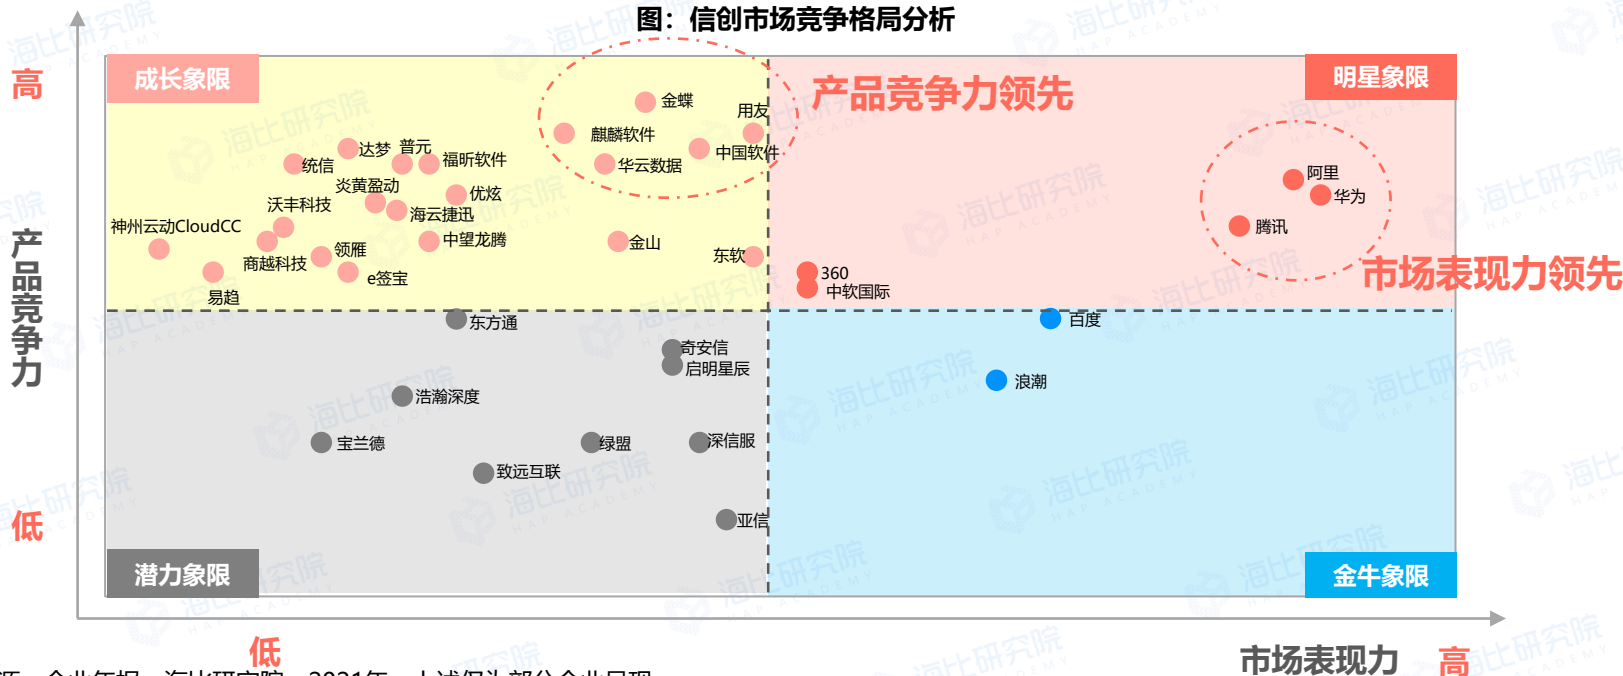 图：信创市场竞争格局分析
高
成长象限
明星象限
产品竞争力领先
金蝶
用友
麒麟软件
中国软件
达梦
普元
福昕软件
统信
华云数据
阿里
炎黄盈动
优炫
华为
沃丰科技
海云捷迅
神州云动CloudCC
腾讯
中望龙腾
金山
领雁
东软
商越科技
e签宝
360
市场表现力领先
易趋
中软国际
产品竞争力
东方通
百度
奇安信
启明星辰
浪潮
浩瀚深度
宝兰德
绿盟
深信服
致远互联
亚信
低
潜力象限
金牛象限
低
市场表现力
高
海比研究院
HAP ACADEMY